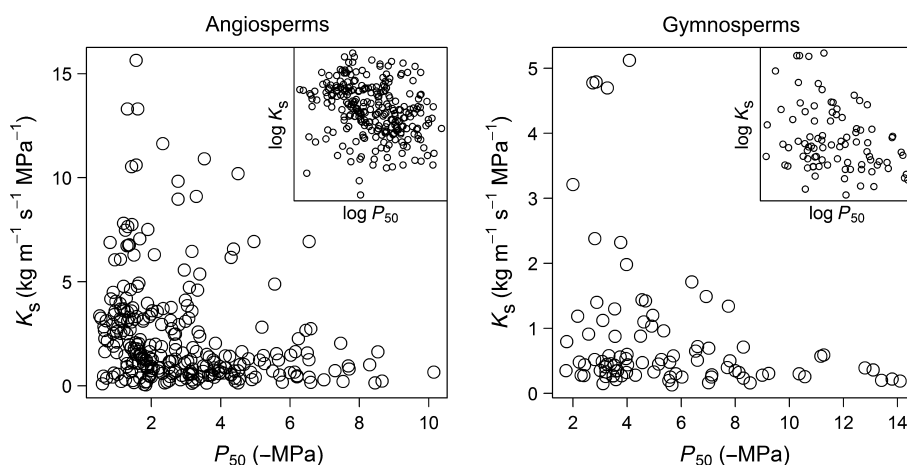 Angiosperms
Kₛ (kg m⁻¹ s⁻¹ MPa⁻¹)
15
10
5
0
2
4
6
8
10
P₅₀ (−MPa)
log Kₛ
log P₅₀
Gymnosperms
Kₛ (kg m⁻¹ s⁻¹ MPa⁻¹)
5
4
3
2
1
0
2
4
6
8
10
12
14
P₅₀ (−MPa)
log Kₛ
log P₅₀